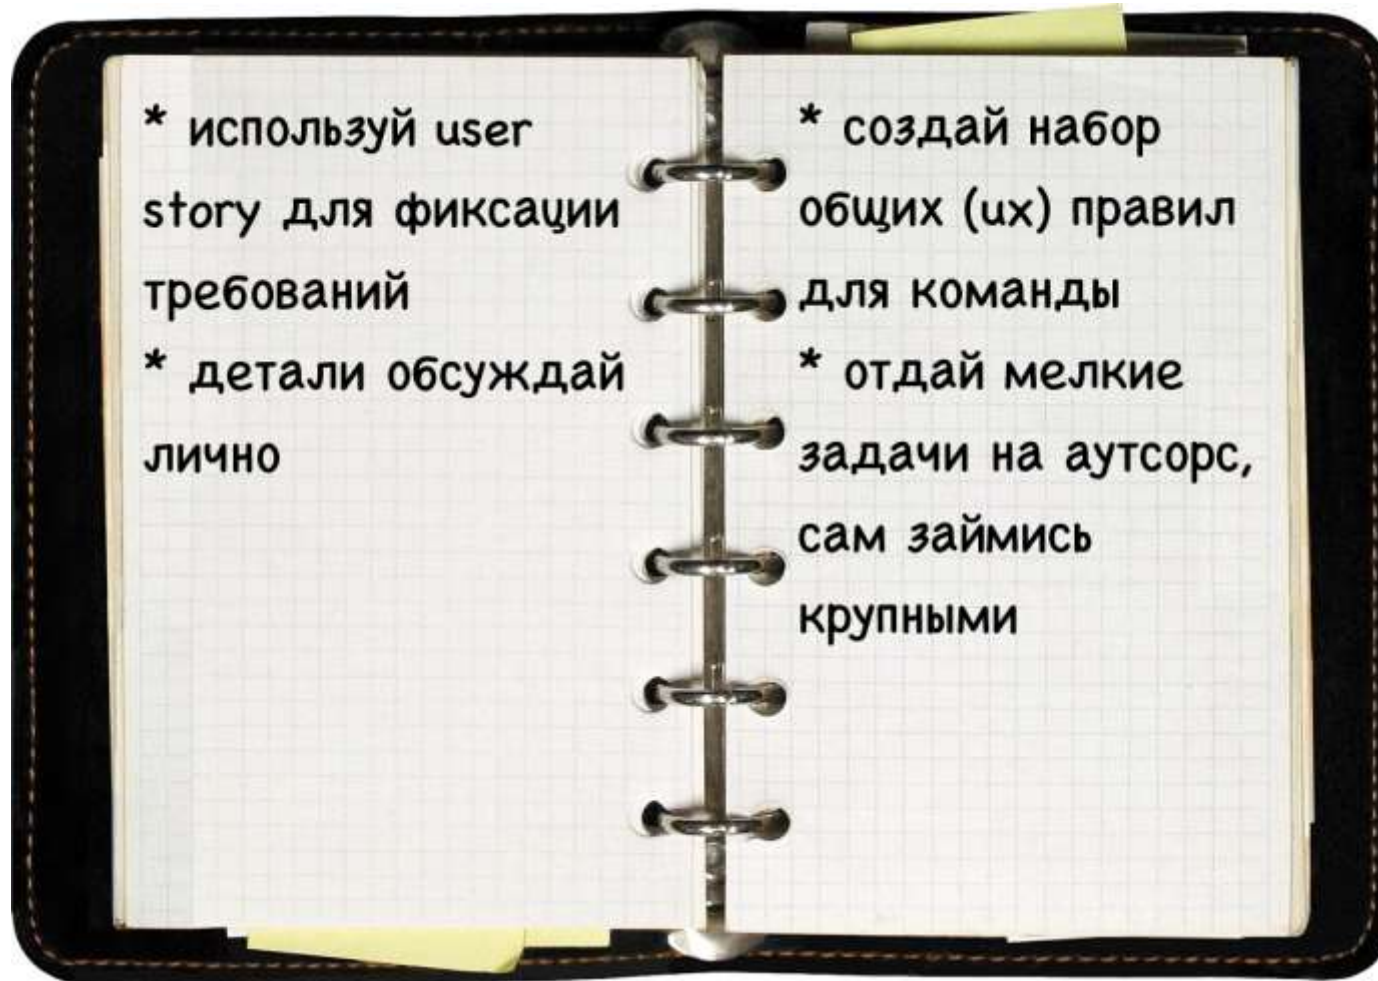 * используй user
story для фиксации
требований
* детали обсуждай
лично
* создай набор
общих (ux) правил
для команды
* отдай мелкие
задачи на аутсорс,
сам займись
крупными